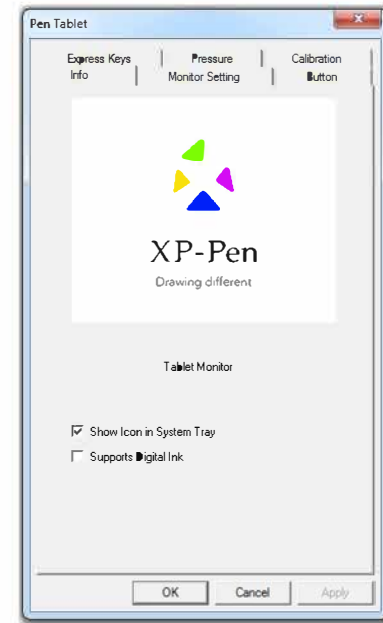 Pen Tablet
Express Keys Pressure Calibration
Info Monitor Setting Button
XP-Pen
Drawing different
Tablet Monitor
Show Icon in System Tray
Supports Digital Ink
OK Cancel Apply